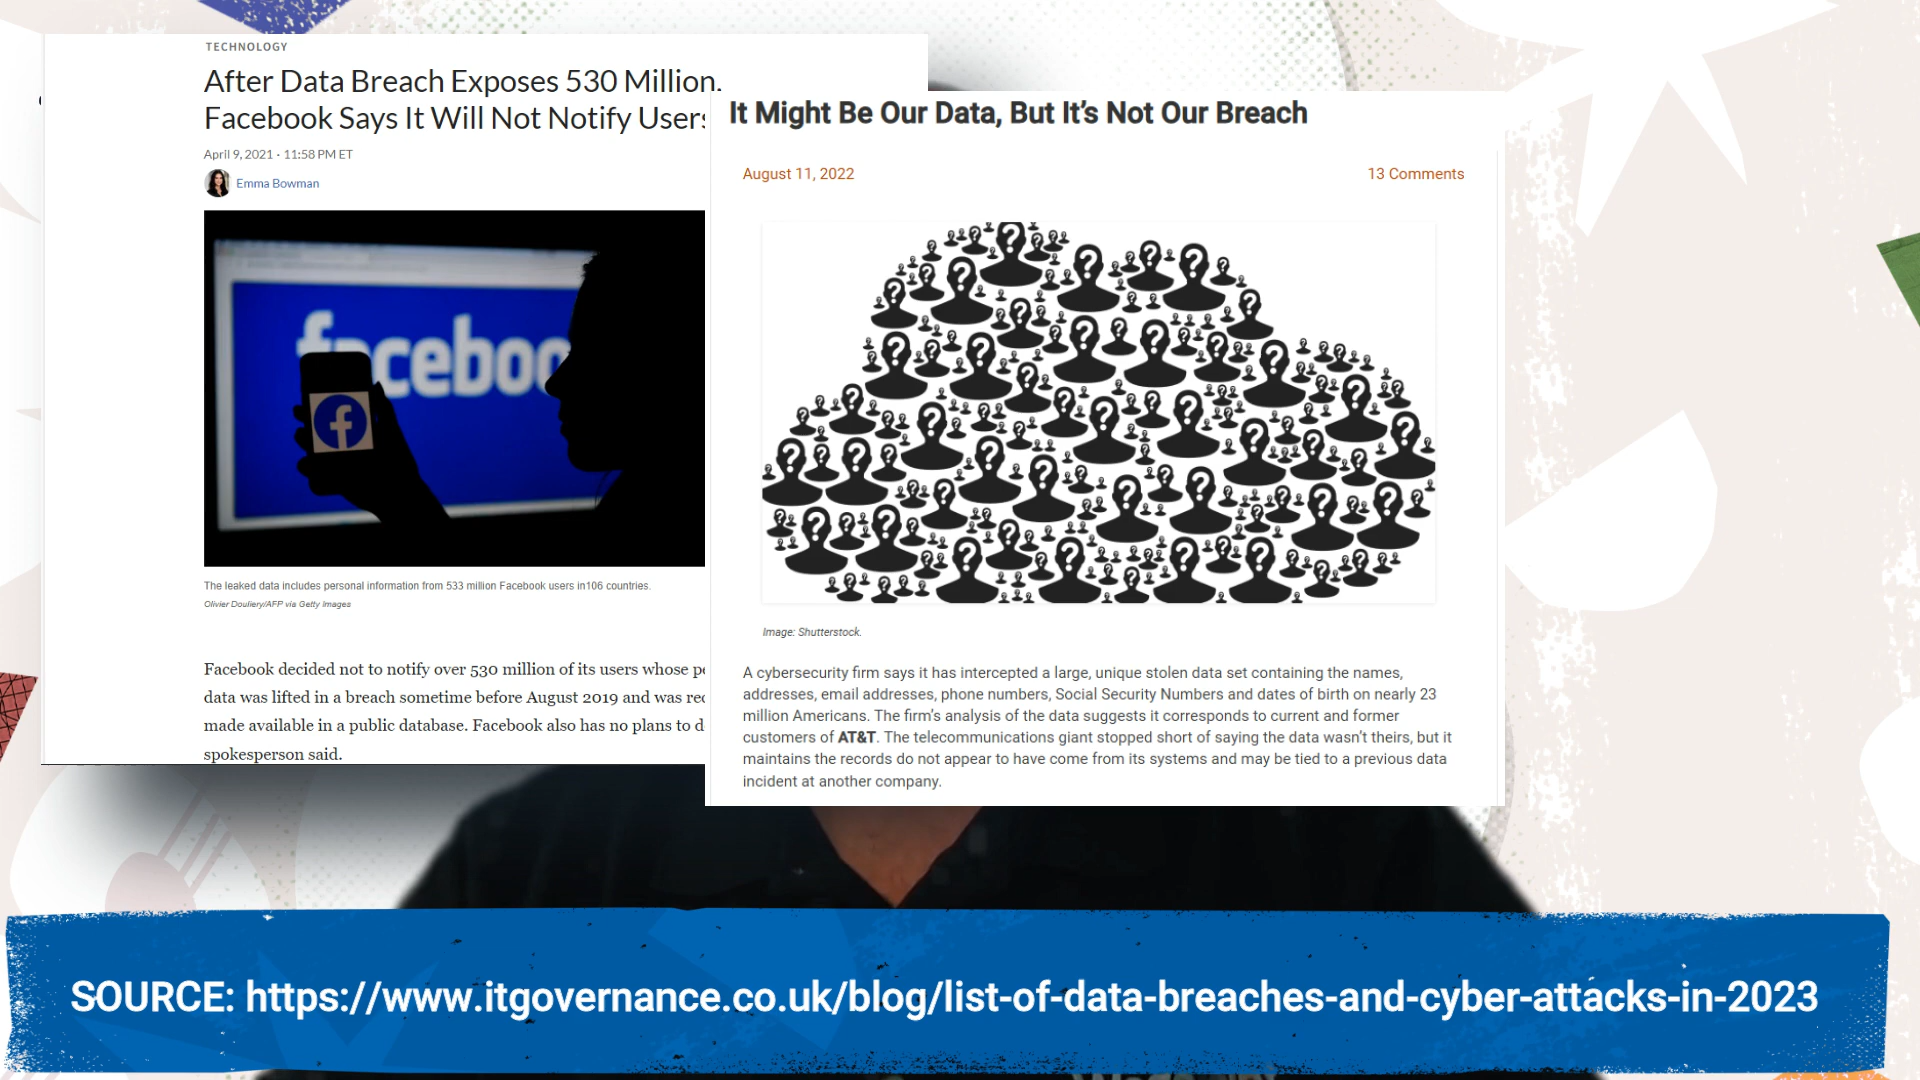 TECHNOLOGY
After Data Breach Exposes 530 Million,
Facebook Says It Will Not Notify Users
April 9, 2021 · 11:58 PM ET
Emma Bowman
faceboo
The leaked data includes personal information from 533 million Facebook users in106 countries.
Olivier Douliery/AFP via Getty Images
Facebook decided not to notify over 530 million of its users whose pe
data was lifted in a breach sometime before August 2019 and was rec
made available in a public database. Facebook also has no plans to d
spokesperson said.
It Might Be Our Data, But It’s Not Our Breach
August 11, 2022
13 Comments
Image: Shutterstock.
A cybersecurity firm says it has intercepted a large, unique stolen data set containing the names,
addresses, email addresses, phone numbers, Social Security Numbers and dates of birth on nearly 23
million Americans. The firm’s analysis of the data suggests it corresponds to current and former
customers of AT&T. The telecommunications giant stopped short of saying the data wasn’t theirs, but it
maintains the records do not appear to have come from its systems and may be tied to a previous data
incident at another company.
SOURCE: https://www.itgovernance.co.uk/blog/list-of-data-breaches-and-cyber-attacks-in-2023